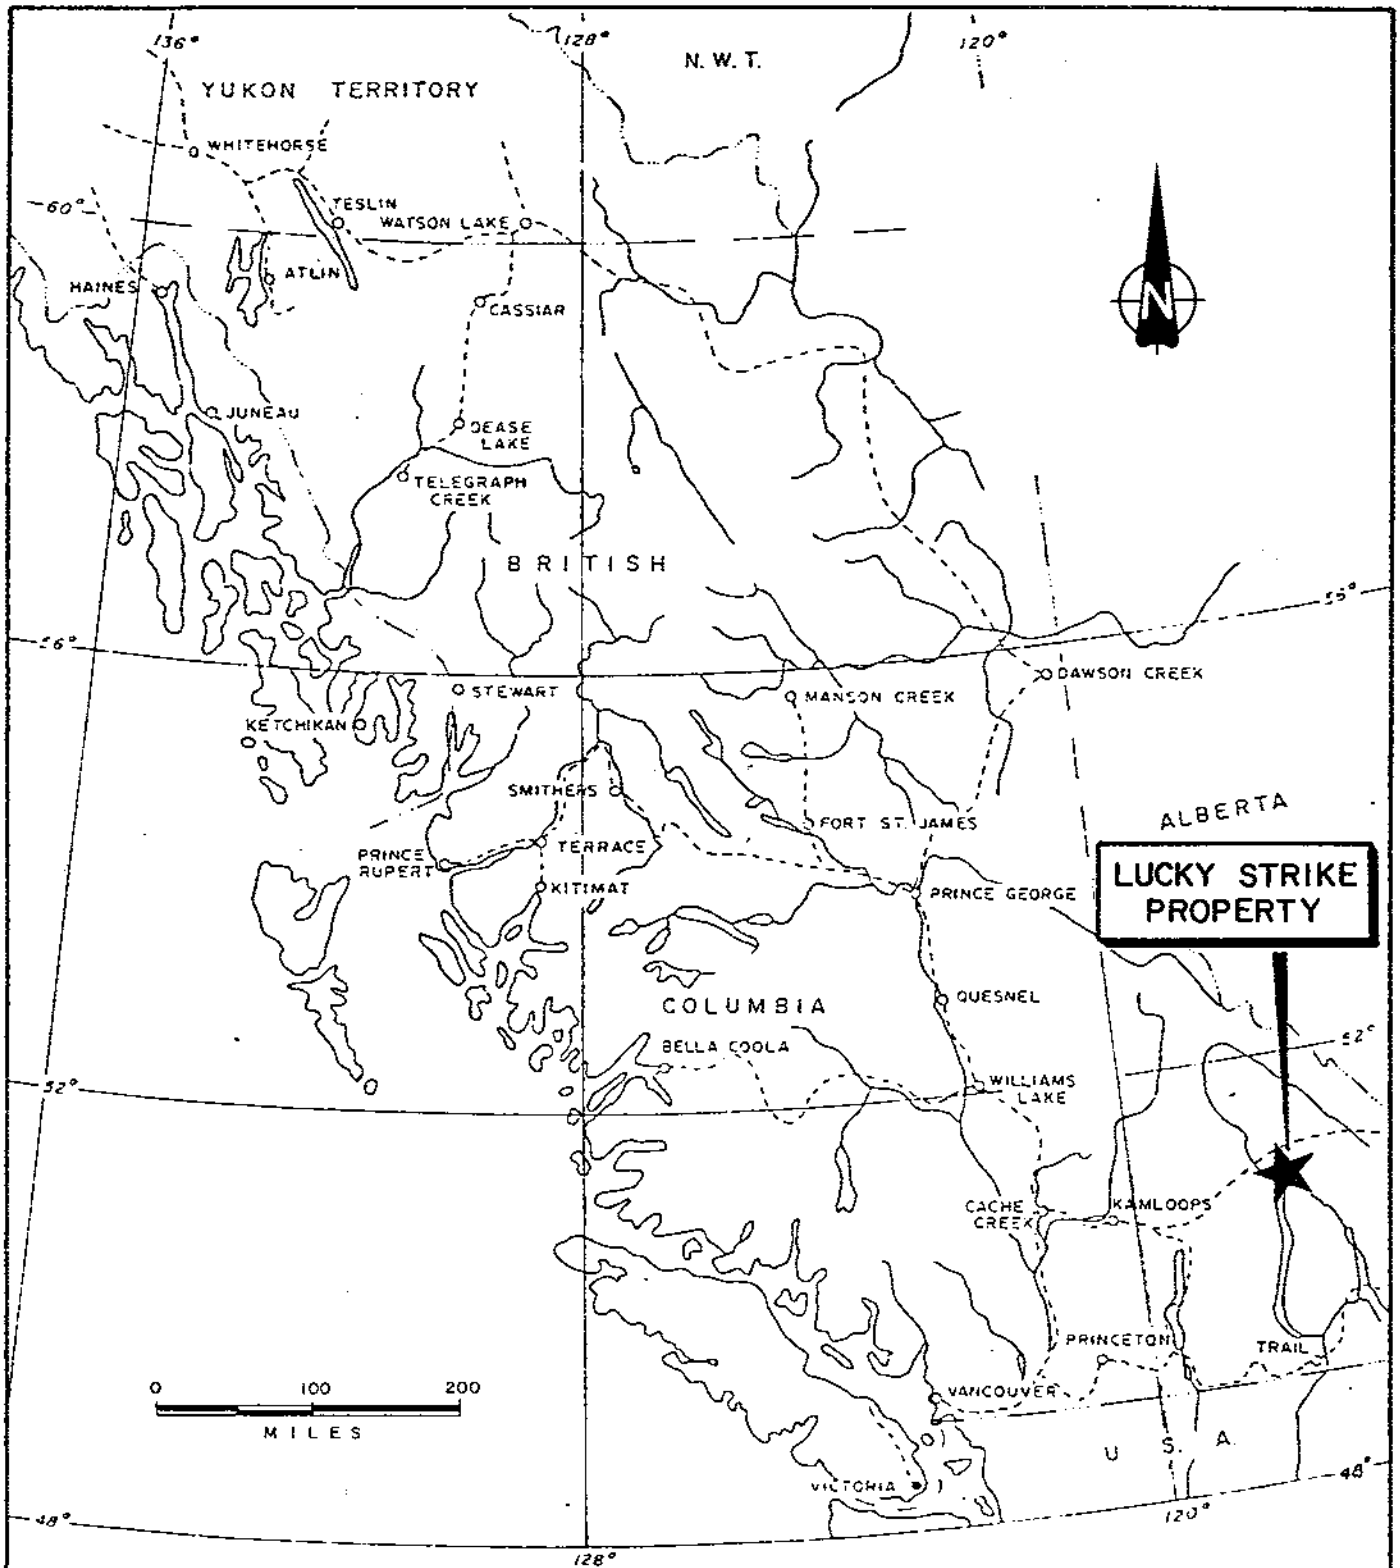 136°
128°
120°
N. W. T.
YUKON TERRITORY
WHITEHORSE
60°
TESLIN
WATSON LAKE
ATLIN
HAINES
CASSIAR
N
JUNEAU
DEASE
LAKE
TELEGRAPH
CREEK
BRITISH
56°
56°
DAWSON CREEK
STEWART
MANSON CREEK
KETCHIKAN
SMITHERS
ALBERTA
FORT ST. JAMES
TERRACE
PRINCE
RUPERT
KITIMAT
PRINCE GEORGE
LUCKY STRIKE
PROPERTY
QUESNEL
COLUMBIA
BELLA COOLA
52°
52°
WILLIAMS
LAKE
CACHE
CREEK
KAMLOOPS
PRINCETON
TRAIL
0 100 200
MILES
VANCOUVER
U. S. A.
VICTORIA
48°
48°
120°
128°